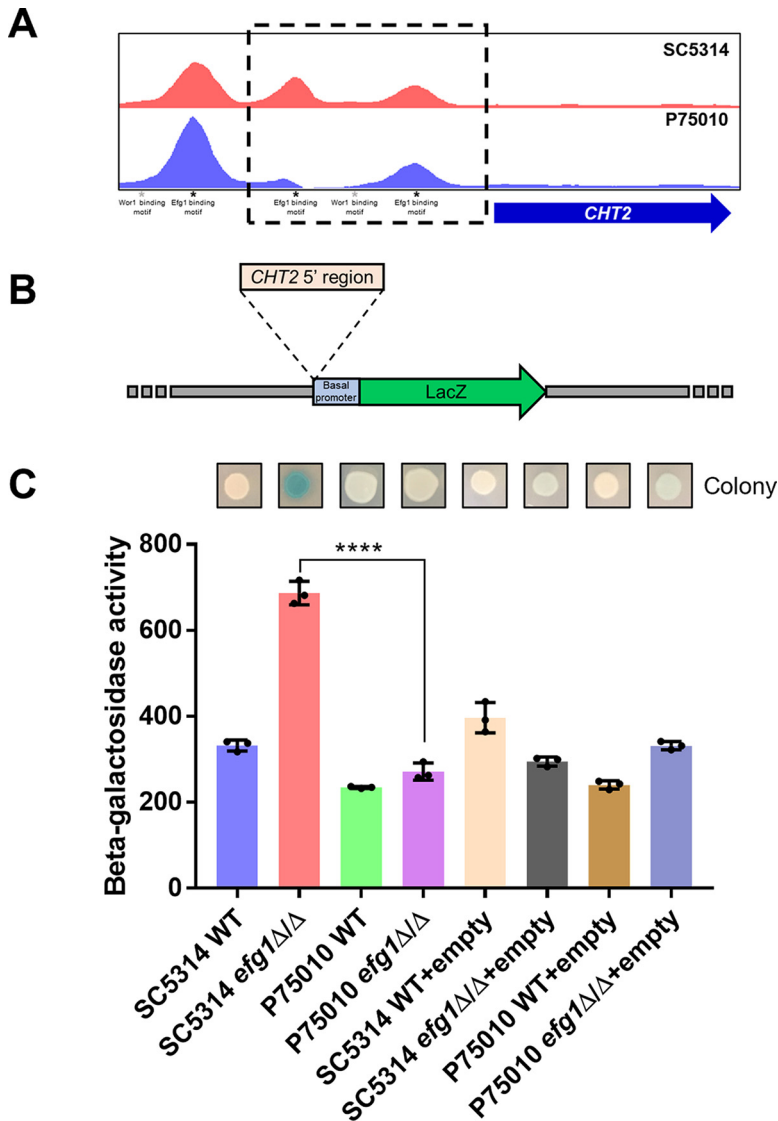 A
SC5314
P75010
* * * * *
Wor1 binding motif
Efg1 binding motif
Efg1 binding motif
Wor1 binding motif
Efg1 binding motif
CHT2
B
CHT2 5' region
Basal promoter
LacZ
C
Colony
Beta-galactosidase activity
800
600
400
200
0
****
SC5314 WT
SC5314 efg1Δ/Δ
P75010 WT
P75010 efg1Δ/Δ
SC5314 WT+empty
SC5314 efg1Δ/Δ+empty
P75010 WT+empty
P75010 efg1Δ/Δ+empty